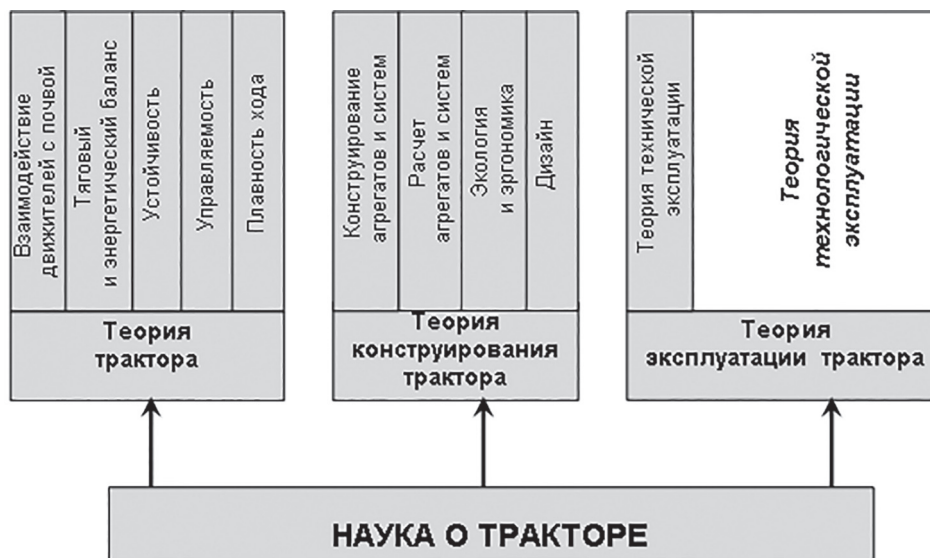 Взаимодействие
движителей с почвой
Тяговый
и энергетический баланс
Устойчивость
Управляемость
Плавность хода
Теория
трактора
Конструирование
агрегатов и систем
Расчет
агрегатов и систем
Экология
и эргономика
Дизайн
Теория
конструирования
трактора
Теория технической
эксплуатации
Теория
технологической
эксплуатации
Теория
эксплуатации трактора
НАУКА О ТРАКТОРЕ